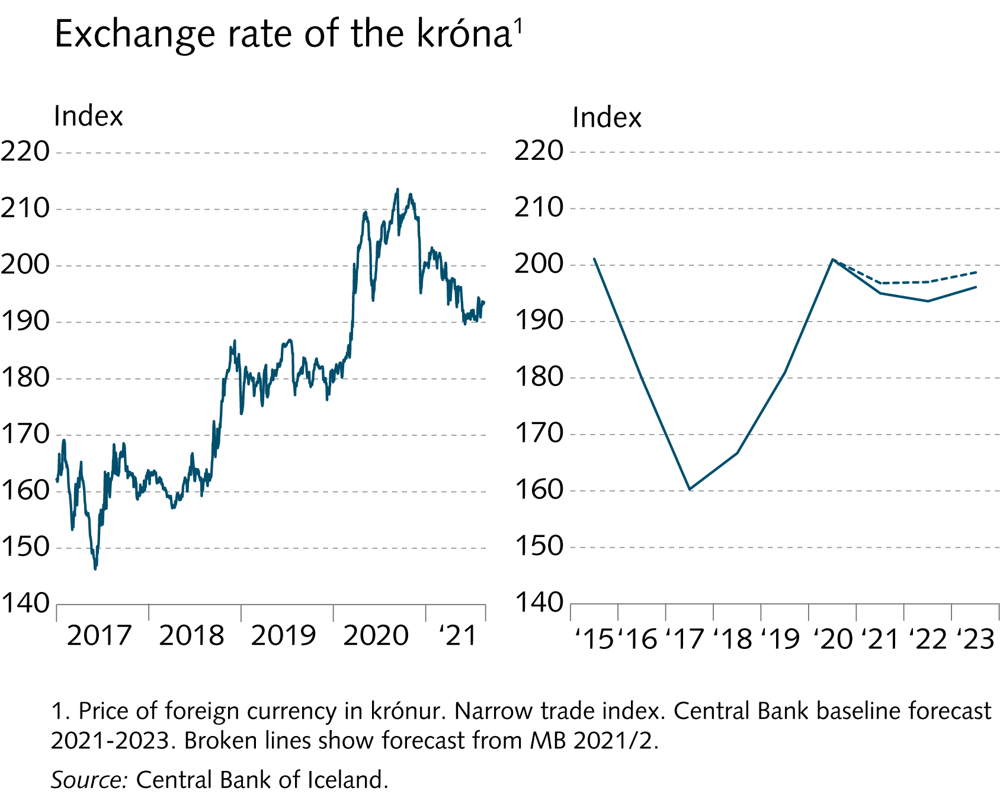 Exchange rate of the króna¹
Index
220
210
200
190
180
170
160
150
140
2017 2018 2019 2020 ‘21
Index
220
210
200
190
180
170
160
150
140
‘15 ‘16 ‘17 ‘18 ‘19 ‘20 ‘21 ‘22 ‘23
1. Price of foreign currency in krónur. Narrow trade index. Central Bank baseline forecast
2021-2023. Broken lines show forecast from MB 2021/2.
Source: Central Bank of Iceland.